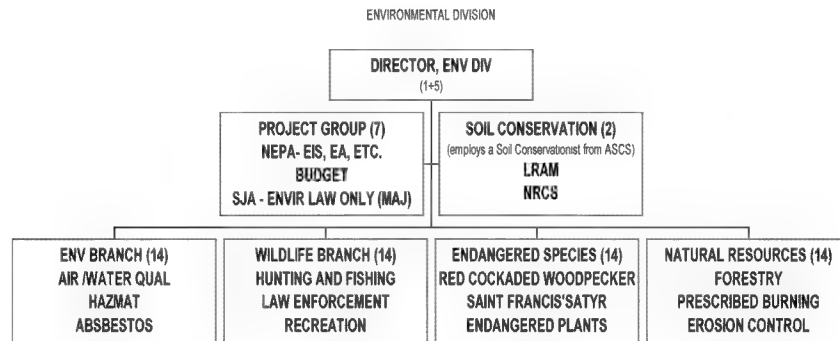 ENVIRONMENTAL DIVISION
DIRECTOR, ENV DIV
(1+5)
PROJECT GROUP (7)
NEPA- EIS, EA, ETC.
BUDGET
SJA - ENVIR LAW ONLY (MAJ)
SOIL CONSERVATION (2)
(employs a Soil Conservationist from ASCS)
LRAM
NRCS
ENV BRANCH (14)
AIR /WATER QUAL
HAZMAT
ABSBESTOS
WILDLIFE BRANCH (14)
HUNTING AND FISHING
LAW ENFORCEMENT
RECREATION
ENDANGERED SPECIES (14)
RED COCKADED WOODPECKER
SAINT FRANCIS'SATYR
ENDANGERED PLANTS
NATURAL RESOURCES (14)
FORESTRY
PRESCRIBED BURNING
EROSION CONTROL